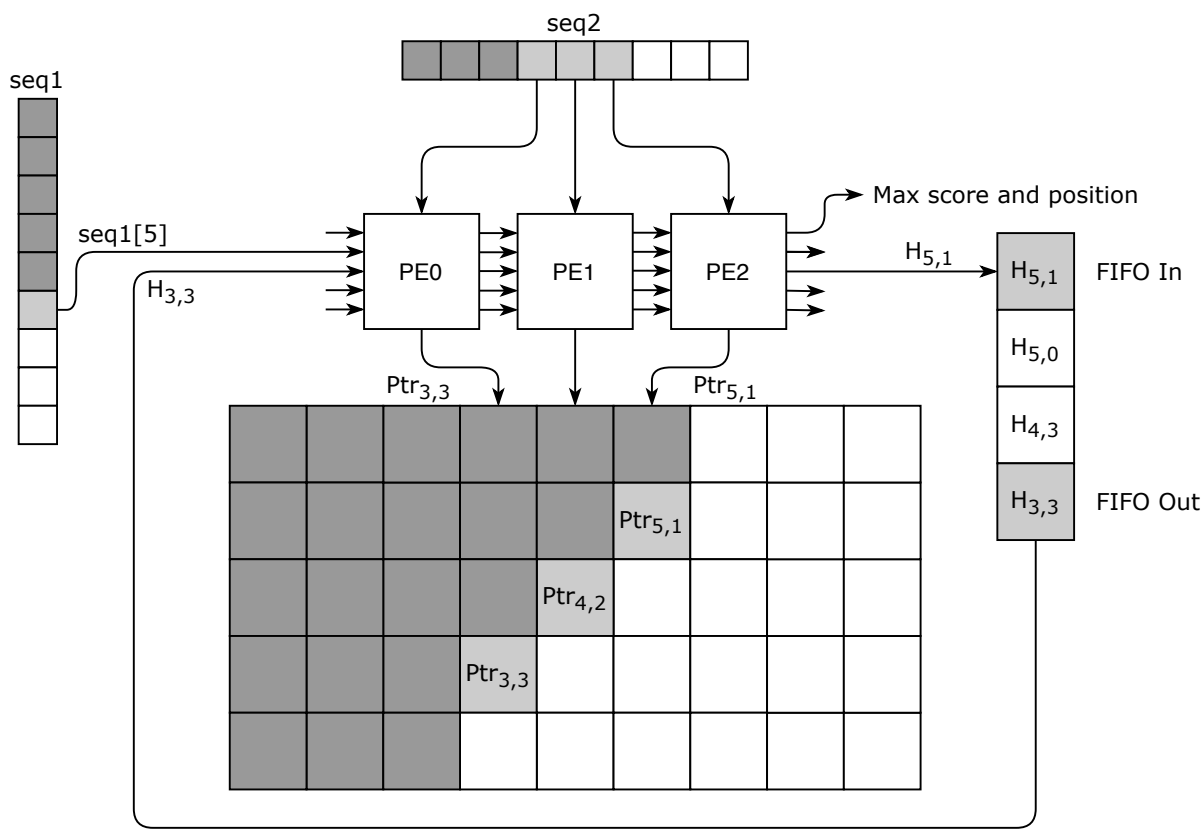 seq2
seq1
seq1[5]
H3,3
PE0
PE1
PE2
Max score and position
H5,1
H5,1
FIFO In
H5,0
H4,3
H3,3
FIFO Out
Ptr3,3
Ptr5,1
Ptr5,1
Ptr4,2
Ptr3,3